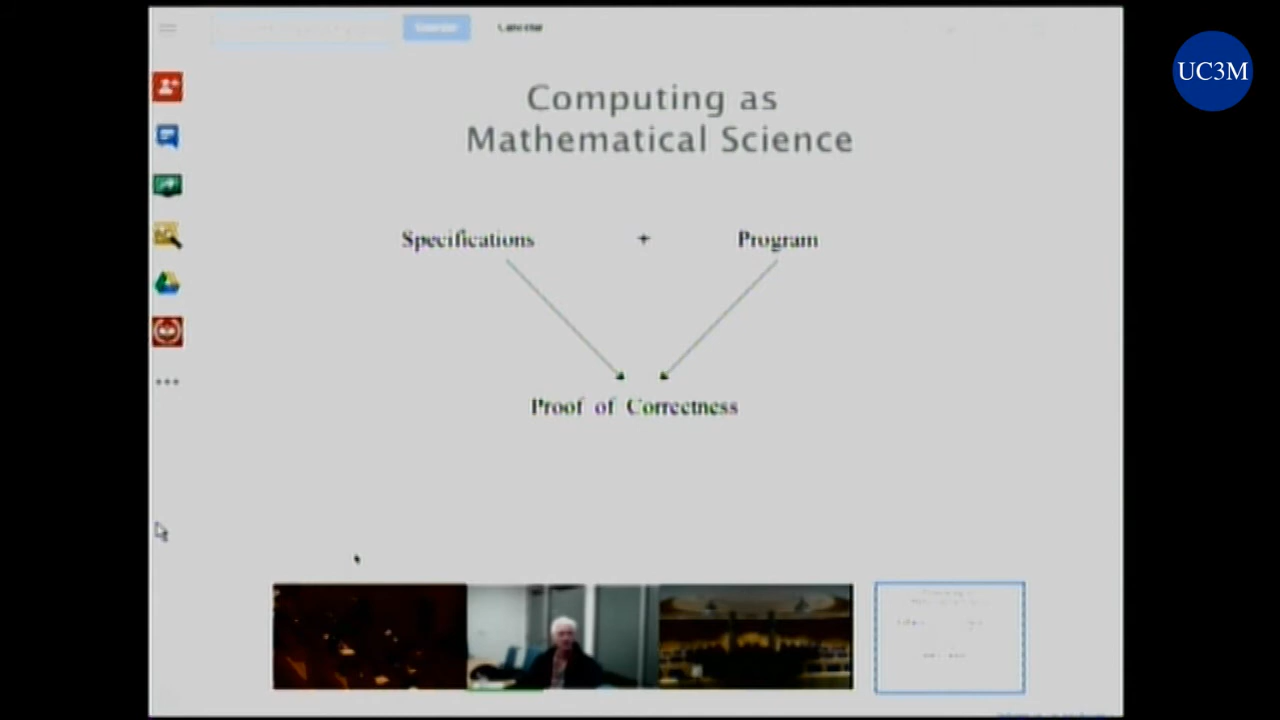 UC3M
Computing as
Mathematical Science
Specifications + Program
Proof of Correctness